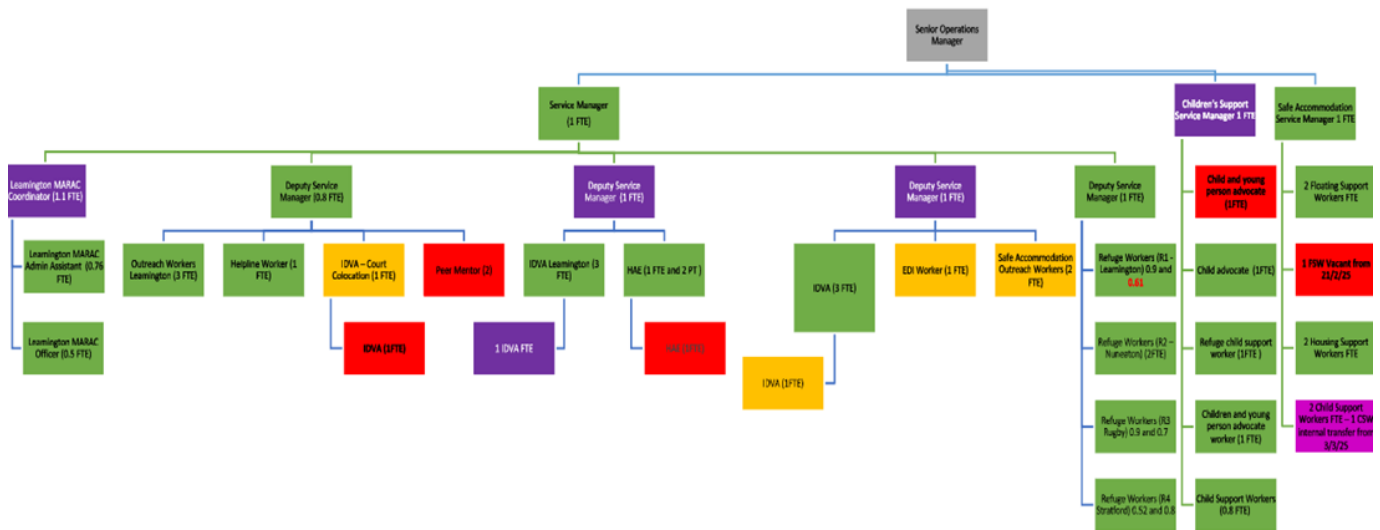 Senior Operations
Manager
Service Manager
(1 FTE)
Children's Support
Service Manager 1 FTE
Safe Accommodation
Service Manager 1 FTE
Leamington MARAC
Coordinator (1.1 FTE)
Deputy Service
Manager (0.8 FTE)
Deputy Service
Manager (1 FTE)
Deputy Service
Manager (1 FTE)
Deputy Service
Manager (1 FTE)
Child and young
person advocate
(1FTE)
2 Floating Support
Workers FTE
Leamington MARAC
Admin Assistant (0.76
FTE)
Outreach Workers
Leamington (3 FTE)
Helpline Worker (1
FTE)
IDVA – Court
Colocation (1 FTE)
Peer Mentor (2)
IDVA Leamington (3
FTE)
HAE (1 FTE and 2 PT )
IDVA (3 FTE)
EDI Worker (1 FTE)
Safe Accommodation
Outreach Workers (2
FTE)
Refuge Workers (R1 -
Leamington) 0.9 and
0.61
Child advocate (1FTE)
1 FSW Vacant from
21/2/25
Leamington MARAC
Officer (0.5 FTE)
IDVA (1FTE)
1 IDVA FTE
HAE (1FTE)
IDVA (1FTE)
Refuge Workers (R2 –
Nuneaton) (2FTE)
Refuge child support
worker (1FTE )
2 Housing Support
Workers FTE
Refuge Workers (R3
Rugby) 0.9 and 0.7
Children and young
person advocate
worker (1 FTE)
2 Child Support
Workers FTE – 1 CSW
internal transfer from
3/3/25
Refuge Workers (R4
Stratford) 0.52 and 0.8
Child Support Workers
(0.8 FTE)